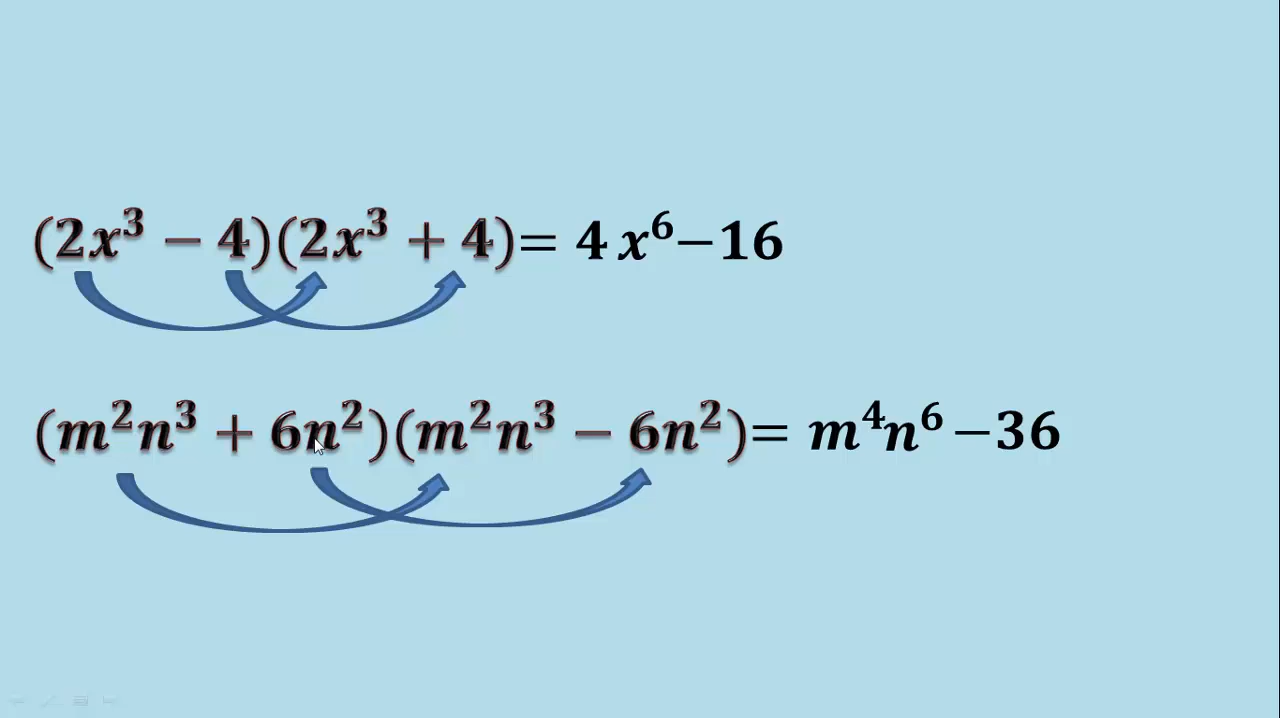 (2x³ − 4)(2x³ + 4)= 4 x⁶−16
(m²n³ + 6n²)(m²n³ − 6n²)= m⁴n⁶ −36